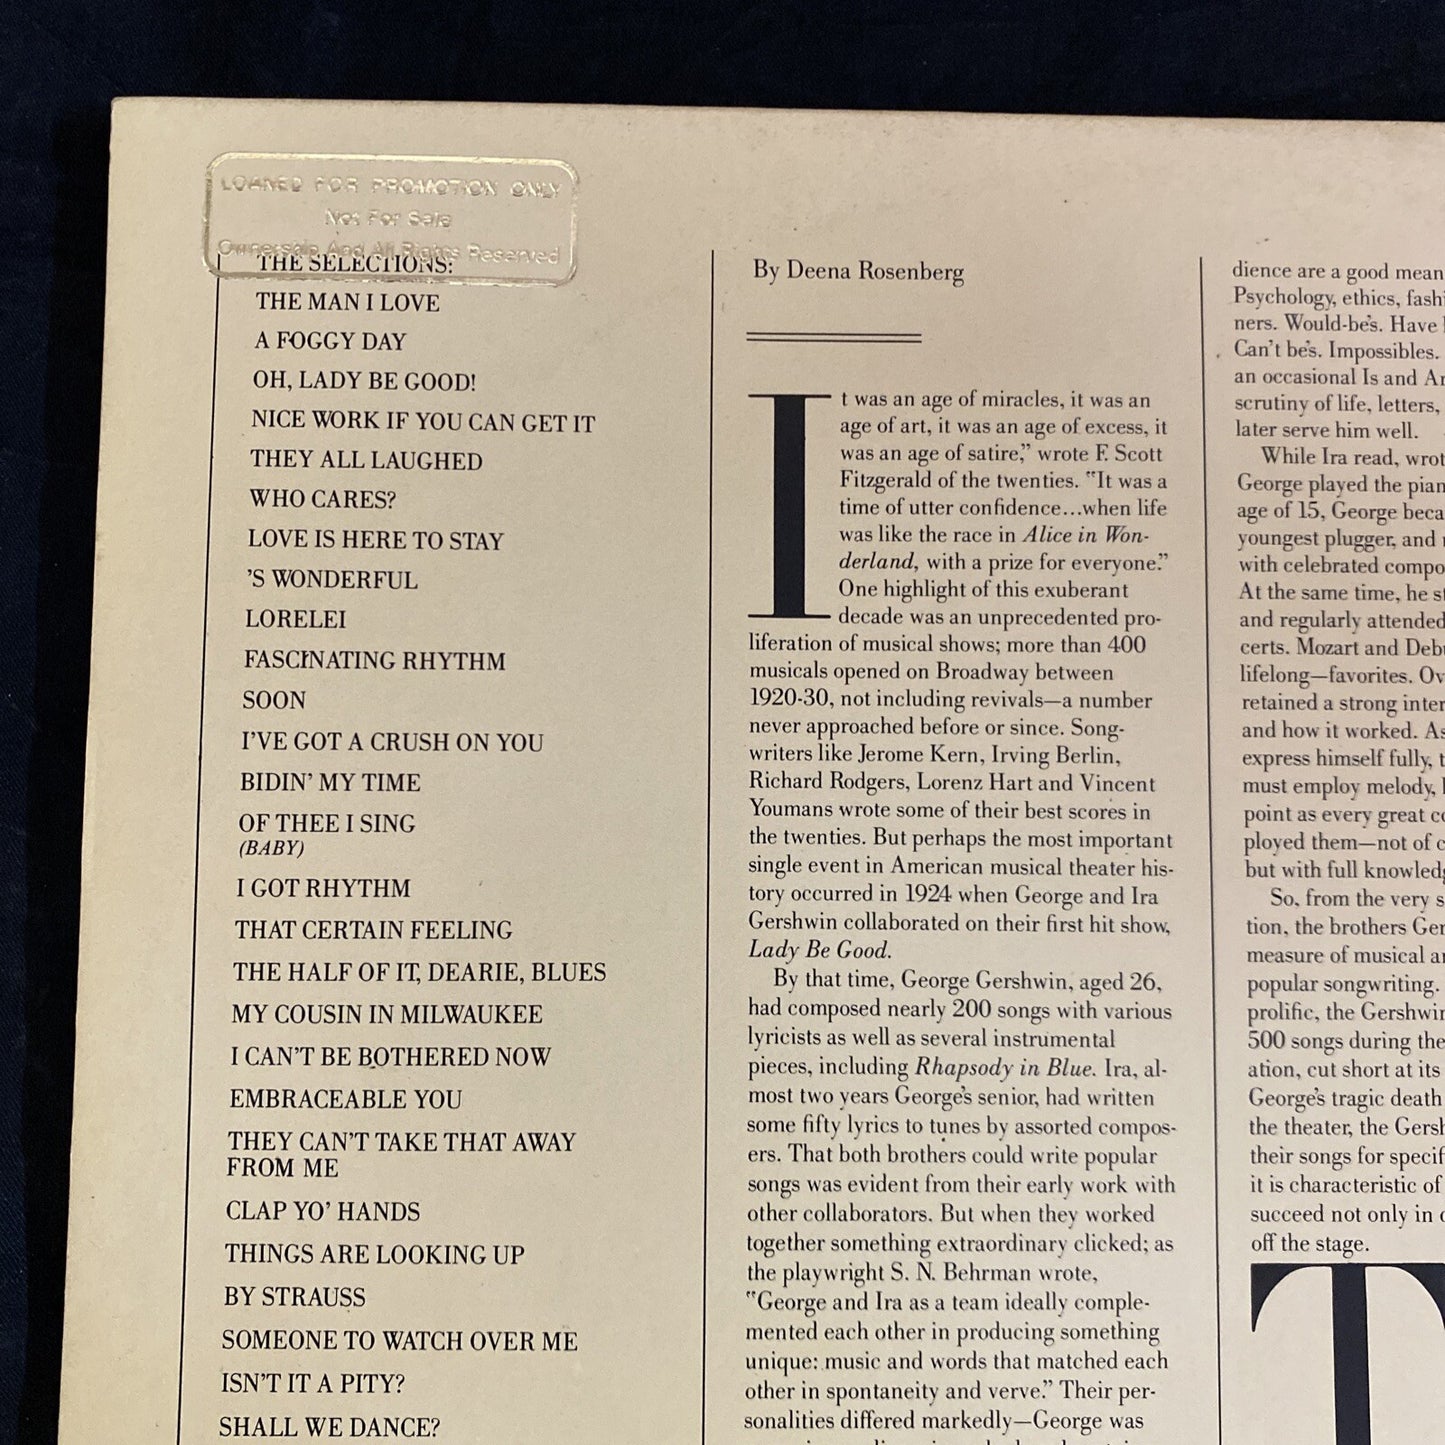 LOANED FOR PROMOTION ONLY
Not For Sale
Ownership And All Rights Reserved
THE SELECTIONS:
THE MAN I LOVE
A FOGGY DAY
OH, LADY BE GOOD!
NICE WORK IF YOU CAN GET IT
THEY ALL LAUGHED
WHO CARES?
LOVE IS HERE TO STAY
'S WONDERFUL
LORELEI
FASCINATING RHYTHM
SOON
I'VE GOT A CRUSH ON YOU
BIDIN' MY TIME
OF THEE I SING
(BABY)
I GOT RHYTHM
THAT CERTAIN FEELING
THE HALF OF IT, DEARIE, BLUES
MY COUSIN IN MILWAUKEE
I CAN'T BE BOTHERED NOW
EMBRACEABLE YOU
THEY CAN'T TAKE THAT AWAY
FROM ME
CLAP YO' HANDS
THINGS ARE LOOKING UP
BY STRAUSS
SOMEONE TO WATCH OVER ME
ISN'T IT A PITY?
SHALL WE DANCE?
By Deena Rosenberg
It was an age of miracles, it was an
age of art, it was an age of excess, it
was an age of satire," wrote F. Scott
Fitzgerald of the twenties. "It was a
time of utter confidence...when life
was like the race in Alice in Won-
derland, with a prize for everyone."
One highlight of this exuberant
decade was an unprecedented pro-
liferation of musical shows; more than 400
musicals opened on Broadway between
1920-30, not including revivals—a number
never approached before or since. Song-
writers like Jerome Kern, Irving Berlin,
Richard Rodgers, Lorenz Hart and Vincent
Youmans wrote some of their best scores in
the twenties. But perhaps the most important
single event in American musical theater his-
tory occurred in 1924 when George and Ira
Gershwin collaborated on their first hit show,
Lady Be Good.
By that time, George Gershwin, aged 26,
had composed nearly 200 songs with various
lyricists as well as several instrumental
pieces, including Rhapsody in Blue. Ira, al-
most two years George's senior, had written
some fifty lyrics to tunes by assorted compos-
ers. That both brothers could write popular
songs was evident from their early work with
other collaborators. But when they worked
together something extraordinary clicked; as
the playwright S. N. Behrman wrote,
"George and Ira as a team ideally comple-
mented each other in producing something
unique: music and words that matched each
other in spontaneity and verve." Their per-
sonalities differed markedly—George was
dience are a good mean
Psychology, ethics, fash
ners. Would-be's. Have
Can't be's. Impossibles.
an occasional Is and
scrutiny of life, letters,
later serve him well.
While Ira read, wrot
George played the pian
age of 15, George beca
youngest plugger, and
with celebrated compo
At the same time, he
and regularly attended
certs. Mozart and Deb
lifelong—favorites. Ov
retained a strong inter
and how it worked. As
express himself fully,
must employ melody,
point as every great
ployed them—not of
but with full knowled
So, from the very
tion, the brothers Ger
measure of musical
popular songwriting.
prolific, the Gershwin
500 songs during the
ation, cut short at its
George's tragic death
the theater, the Gersh
their songs for specif
it is characteristic of
succeed not only in
off the stage.
T